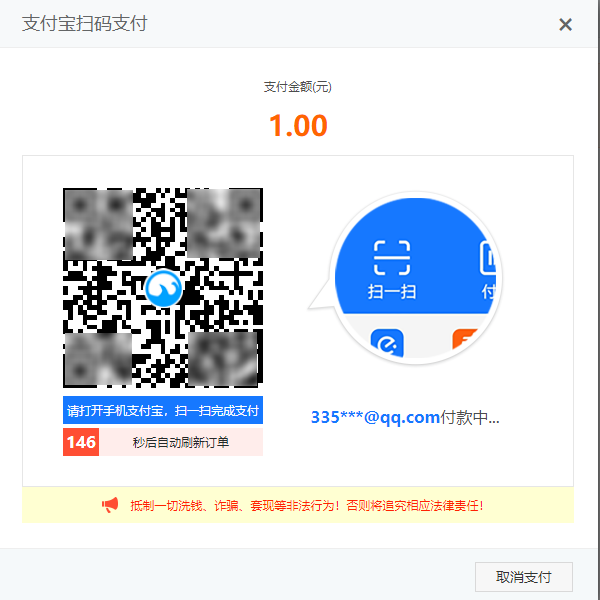 支付宝扫码支付
支付金额(元)
1.00
扫一扫
付
请打开手机支付宝，扫一扫完成支付
146 秒后自动刷新订单
335***@qq.com付款中...
抵制一切洗钱、诈骗、套现等非法行为！否则将追究相应法律责任！
取消支付